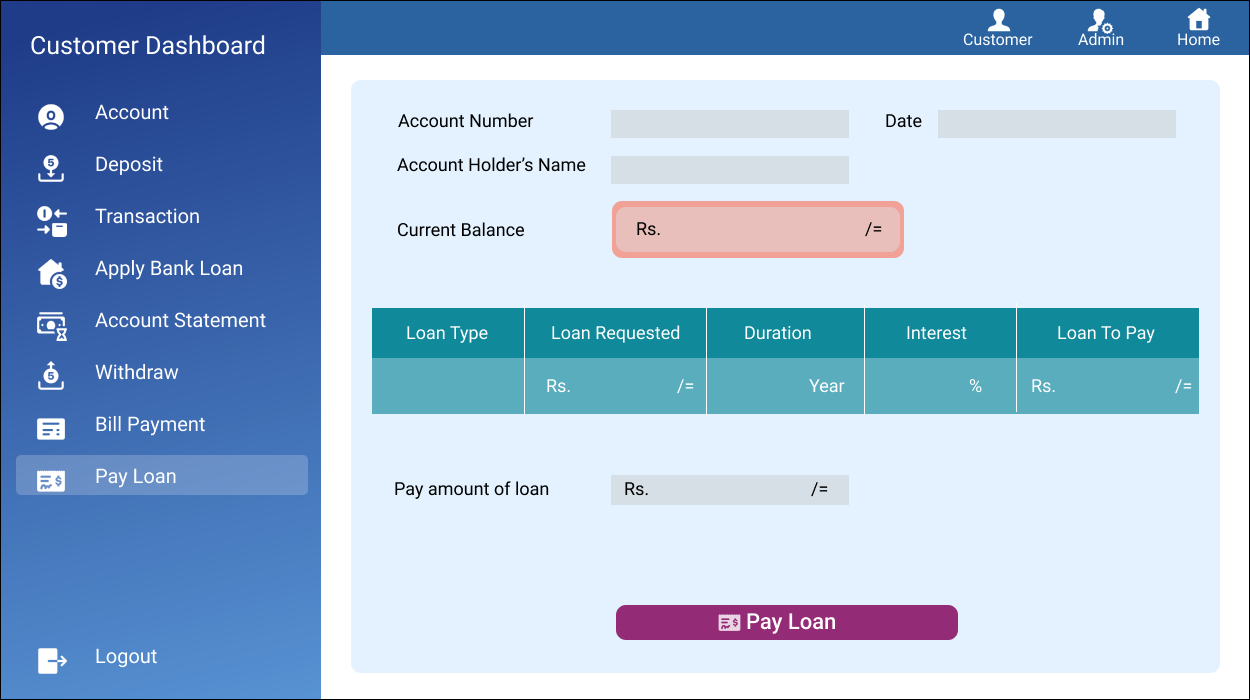 Customer Dashboard
Account
Deposit
Transaction
Apply Bank Loan
Account Statement
Withdraw
Bill Payment
Pay Loan
Logout
Customer Admin Home
Account Number Date
Account Holder’s Name
Current Balance Rs. /=
Loan Type Loan Requested Duration Interest Loan To Pay
Rs. /= Year % Rs. /=
Pay amount of loan Rs. /=
Pay Loan